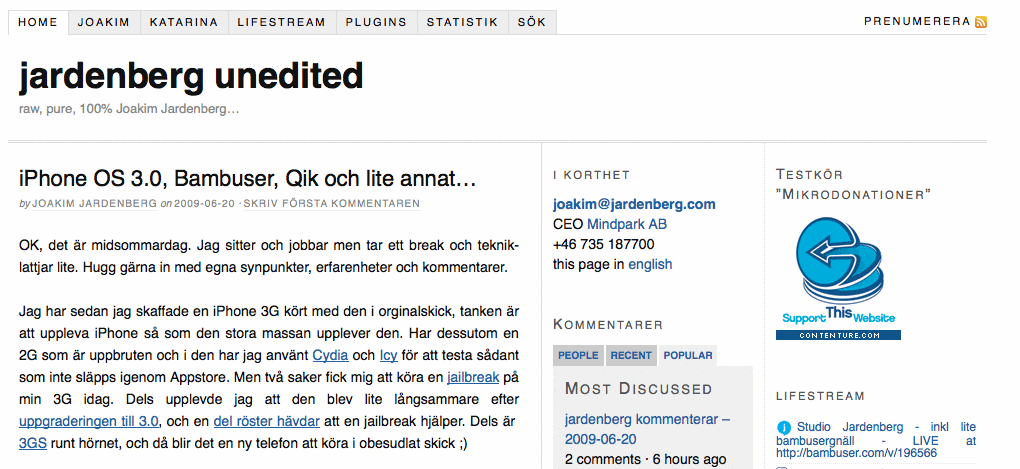 HOME JOAKIM KATARINA LIFESTREAM PLUGINS STATISTIK SÖK
PRENUMERERA
jardenberg unedited
raw, pure, 100% Joakim Jardenberg…
iPhone OS 3.0, Bambuser, Qik och lite annat…
by JOAKIM JARDENBERG on 2009-06-20 · SKRIV FÖRSTA KOMMENTAREN
OK, det är midsommardag. Jag sitter och jobbar men tar ett break och teknik-
lattjar lite. Hugg gärna in med egna synpunkter, erfarenheter och kommentarer.
Jag har sedan jag skaffade en iPhone 3G kört med den i orginalskick, tanken är
att uppleva iPhone så som den stora massan upplever den. Har dessutom en
2G som är uppbruten och i den har jag använt Cydia och Icy för att testa sådant
som inte släpps igenom Appstore. Men två saker fick mig att köra en jailbreak på
min 3G idag. Dels upplevde jag att den blev lite långsammare efter
uppgraderingen till 3.0, och en del röster hävdar att en jailbreak hjälper. Dels är
3GS runt hörnet, och då blir det en ny telefon att köra i obesudlat skick ;)
I KORTHET
joakim@jardenberg.com
CEO Mindpark AB
+46 735 187700
this page in english
KOMMENTARER
PEOPLE RECENT POPULAR
MOST DISCUSSED
jardenberg kommenterar –
2009-06-20
2 comments · 6 hours ago
TESTKÖR
"MIKRODONATIONER"
Support This Website
CONTENTURE.COM
LIFESTREAM
Studio Jardenberg - inkl lite
bambusergnäll - LIVE at
http://bambuser.com/v/196566